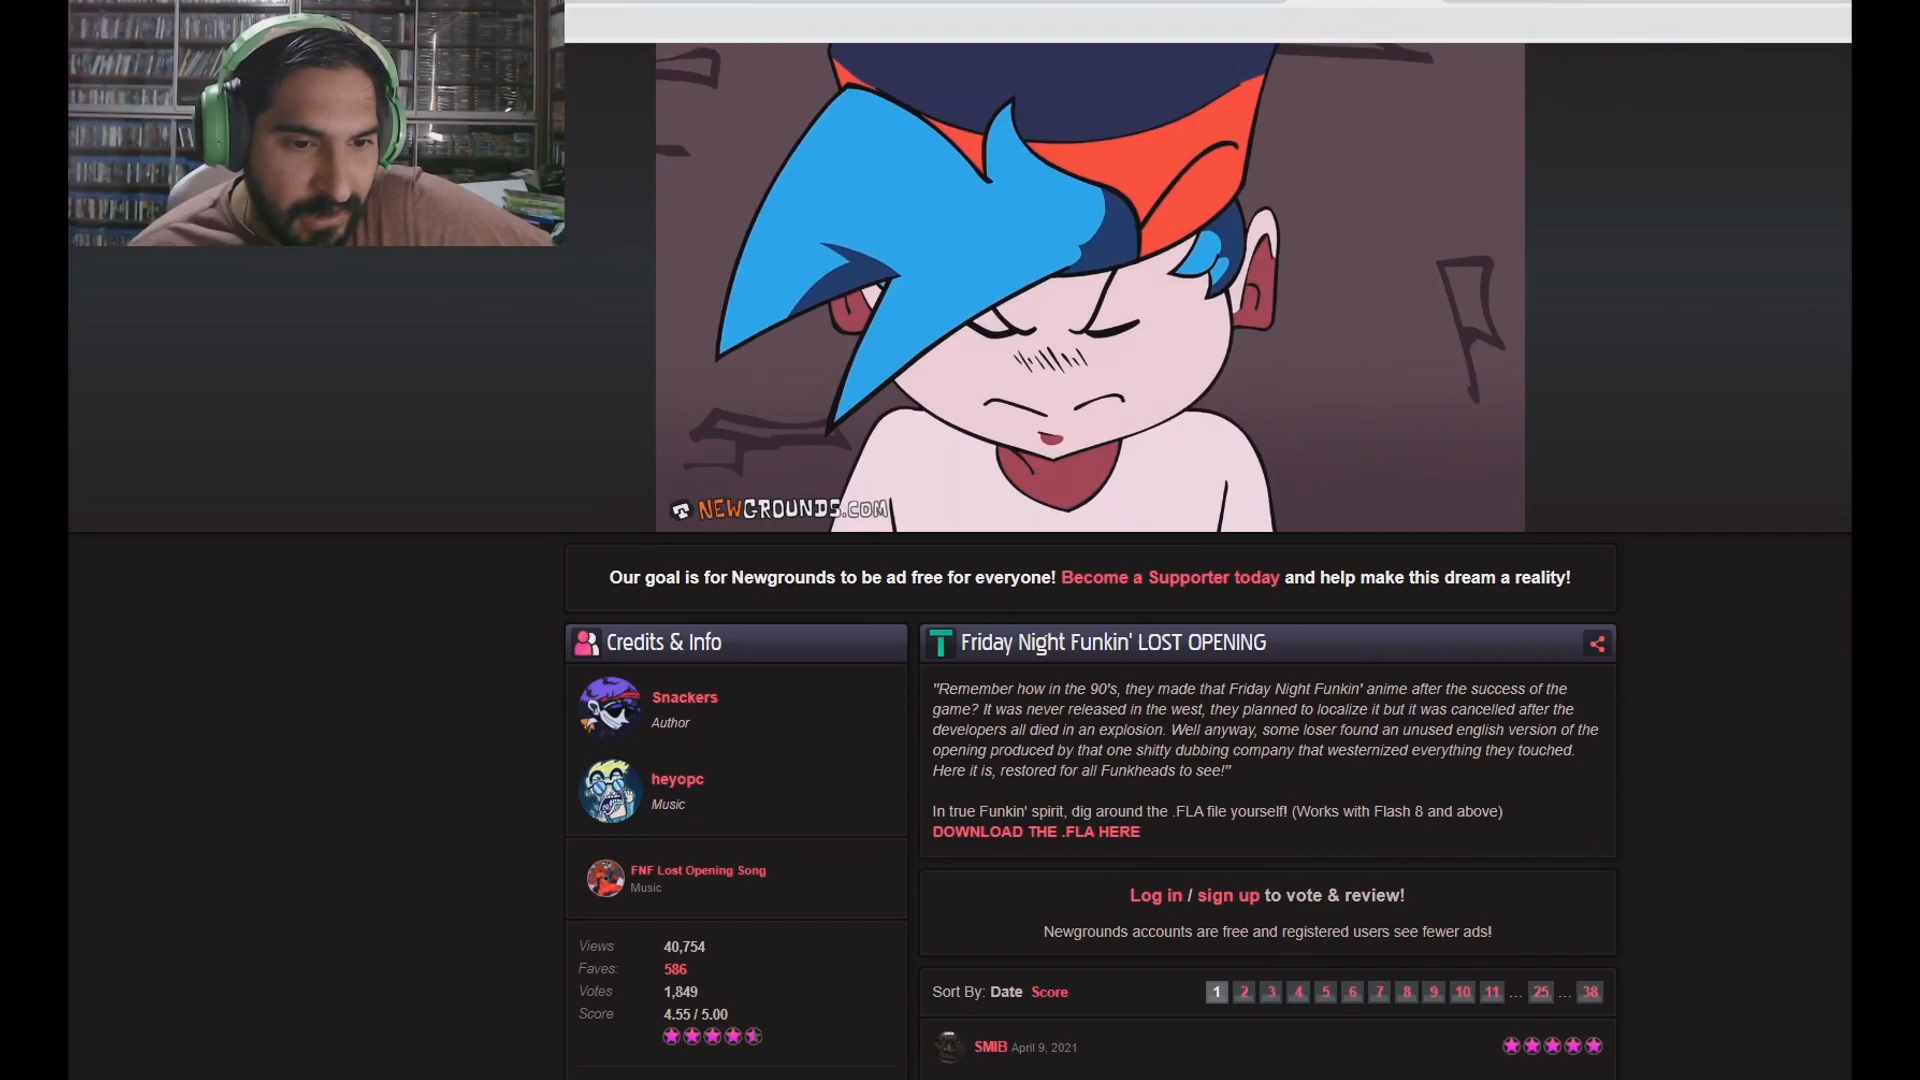 NEWGROUNDS.COM
Our goal is for Newgrounds to be ad free for everyone! Become a Supporter today and help make this dream a reality!
Credits & Info
Snackers
Author
heyopc
Music
FNF Lost Opening Song
Music
Views 40,754
Faves: 586
Votes 1,849
Score 4.55 / 5.00
Friday Night Funkin' LOST OPENING
"Remember how in the 90's, they made that Friday Night Funkin' anime after the success of the
game? It was never released in the west, they planned to localize it but it was cancelled after the
developers all died in an explosion. Well anyway, some loser found an unused english version of the
opening produced by that one shitty dubbing company that westernized everything they touched.
Here it is, restored for all Funkheads to see!"
In true Funkin' spirit, dig around the .FLA file yourself! (Works with Flash 8 and above)
DOWNLOAD THE .FLA HERE
Log in / sign up to vote & review!
Newgrounds accounts are free and registered users see fewer ads!
Sort By: Date Score 1 2 3 4 5 6 7 8 9 10 11 ... 25 ... 38
SMIB April 9, 2021